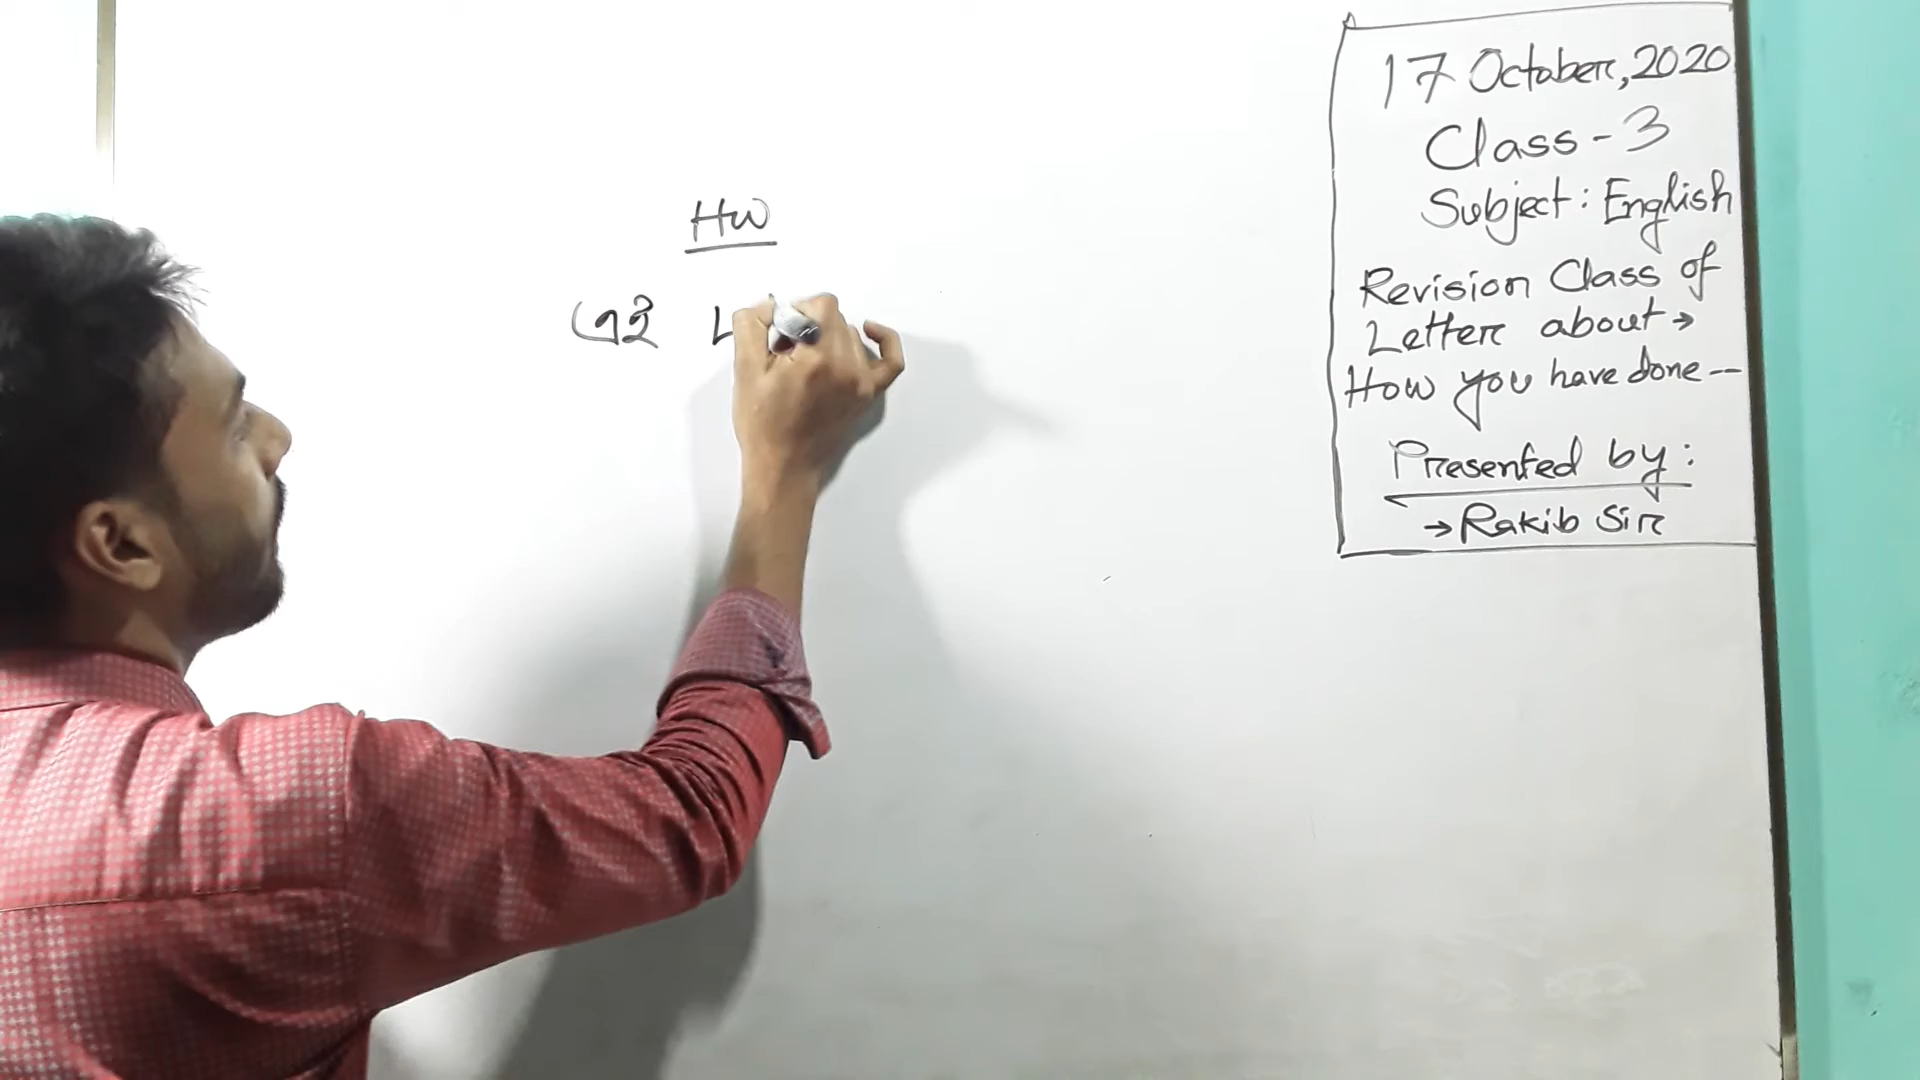 HW
এই L
17 October, 2020
Class - 3
Subject : English
Revision Class of
Letter about →
How you have done --
Presented by :
→ Rakib Sir